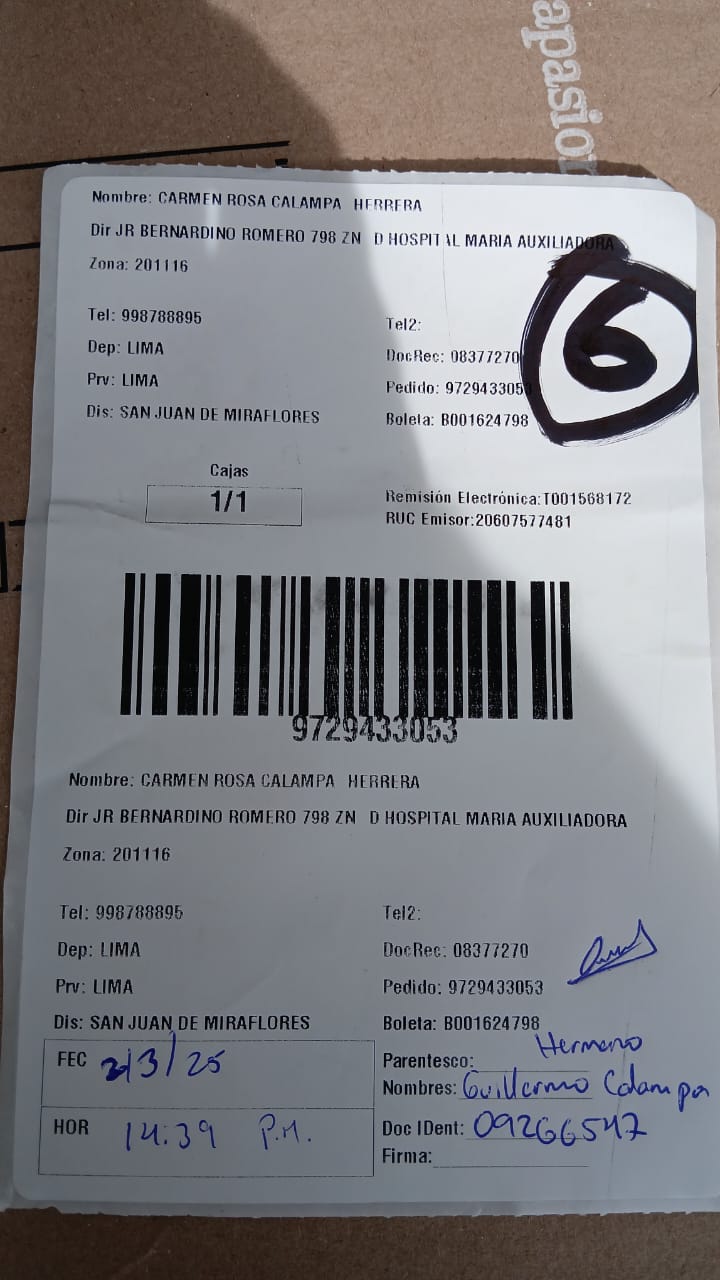 apasion
Nombre: CARMEN ROSA CALAMPA HERRERA
Dir JR BERNARDINO ROMERO 798 ZN D HOSPITAL MARIA AUXILIADORA
Zona: 201116
6
Tel: 998788895
Tel2:
Dep: LIMA
DocRec: 08377270
Prv: LIMA
Pedido: 9729433053
Dis: SAN JUAN DE MIRAFLORES
Boleta: B001624798
Cajas
1/1
Remisión Electrónica:T001568172
RUC Emisor:20607577481
9729433053
Nombre: CARMEN ROSA CALAMPA HERRERA
Dir JR BERNARDINO ROMERO 798 ZN D HOSPITAL MARIA AUXILIADORA
Zona: 201116
Tel: 998788895
Tel2:
Dep: LIMA
DocRec: 08377270
Prv: LIMA
Pedido: 9729433053
Dis: SAN JUAN DE MIRAFLORES
Boleta: B001624798
FEC 2/3/25
Parentesco: Hermano
Nombres: Guillermo Calampa
HOR 14:39 P.M.
Doc IDent: 09266547
Firma: